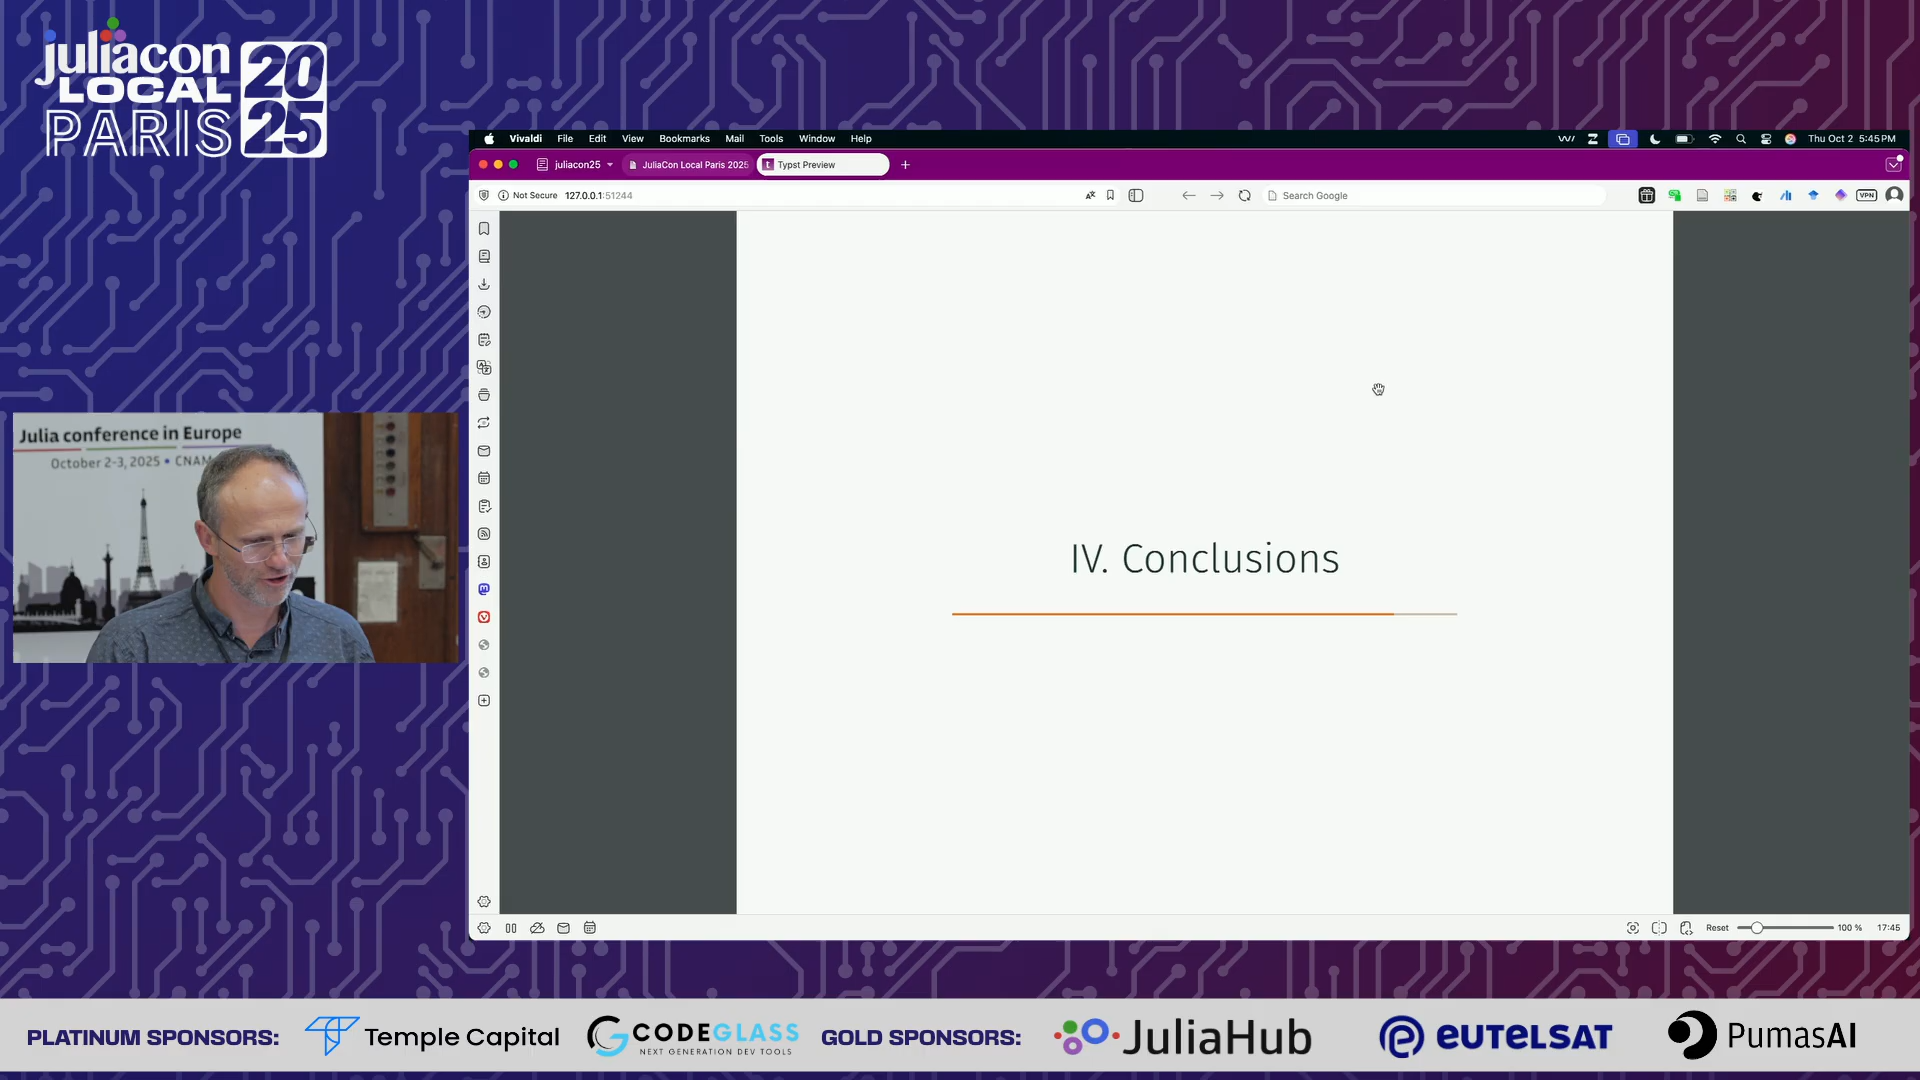 juliacon
LOCAL
PARIS
20
25
Vivaldi File Edit View Bookmarks Mail Tools Window Help
Thu Oct 2 5:45 PM
juliacon25
JuliaCon Local Paris 2025
Typst Preview
Not Secure 127.0.0.1:51244
Search Google
VPN
Julia conference in Europe
October 2-3, 2025 • CNAM
IV. Conclusions
Reset 100 % 17:45
PLATINUM SPONSORS: Temple Capital CODEGLASS NEXT GENERATION DEV TOOLS GOLD SPONSORS: JuliaHub eutelsat PumasAI